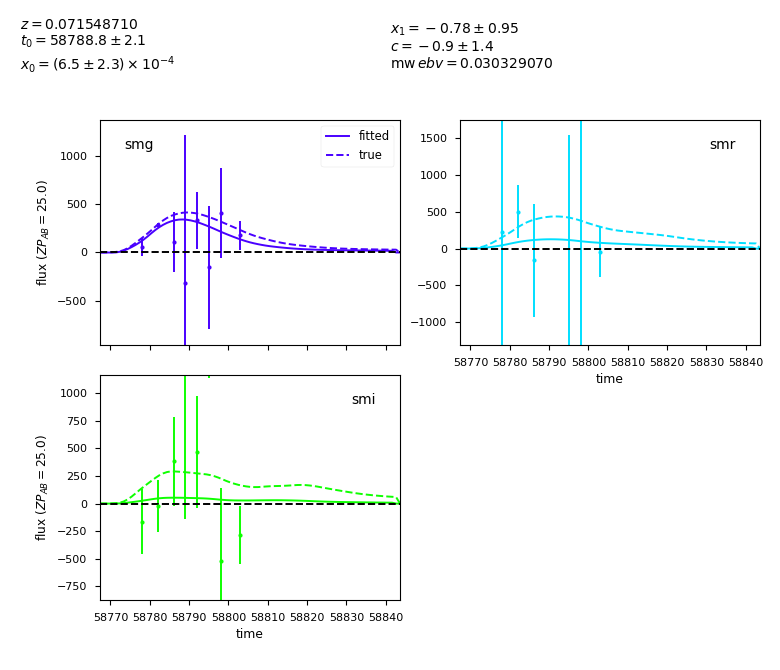 z = 0.071548710
t₀ = 58788.8 ± 2.1
x₀ = (6.5 ± 2.3) × 10⁻⁴
x₁ = −0.78 ± 0.95
c = −0.9 ± 1.4
mwebv = 0.030329070
smg
fitted
true
1000
500
0
−500
flux (ZP_AB = 25.0)
smr
1500
1000
500
0
−500
−1000
58770 58780 58790 58800 58810 58820 58830 58840
time
smi
1000
750
500
250
0
−250
−500
−750
flux (ZP_AB = 25.0)
58770 58780 58790 58800 58810 58820 58830 58840
time